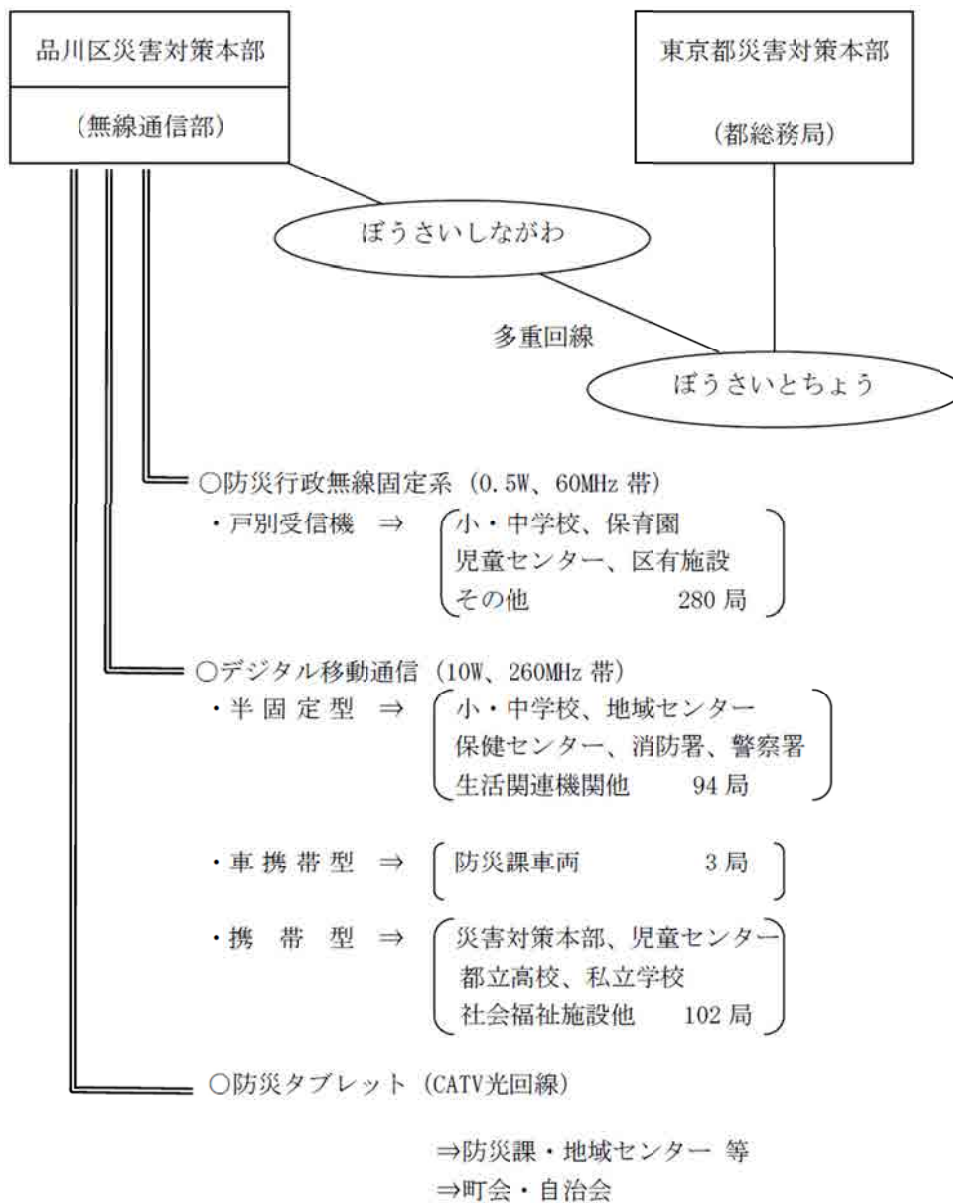 品川区災害対策本部
(無線通信部)
東京都災害対策本部
(都総務局)
ぼうさいしながわ
多重回線
ぼうさいとちょう
○防災行政無線固定系 (0.5W、60MHz 帯)
・戸別受信機 ⇒ 小・中学校、保育園
児童センター、区有施設
その他 280 局
○デジタル移動通信 (10W、260MHz 帯)
・半固定型 ⇒ 小・中学校、地域センター
保健センター、消防署、警察署
生活関連機関他 94 局
・車携帯型 ⇒ 防災課車両 3 局
・携帯型 ⇒ 災害対策本部、児童センター
都立高校、私立学校
社会福祉施設他 102 局
○防災タブレット (CATV光回線)
⇒防災課・地域センター 等
⇒町会・自治会